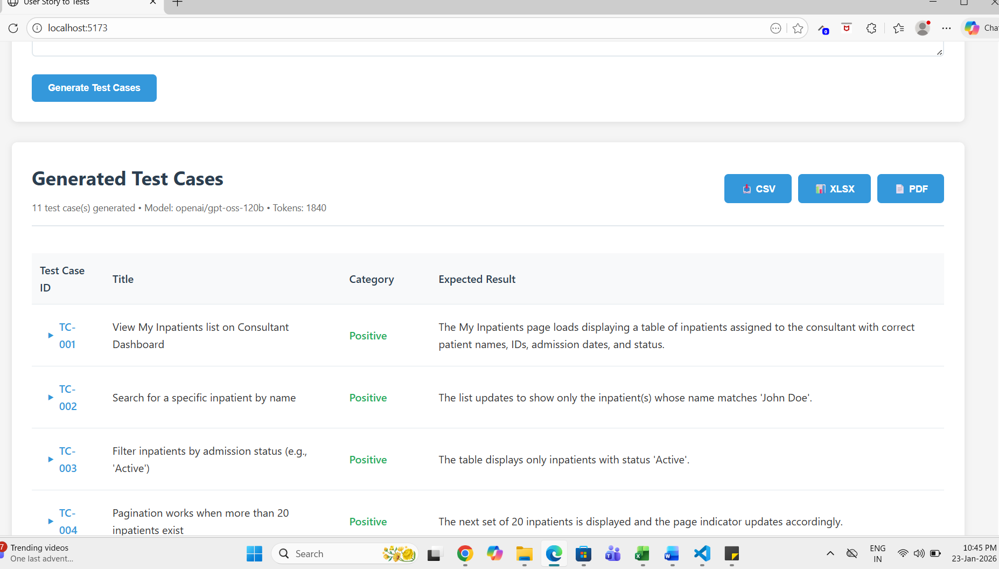 User Story to Tests
localhost:5173
0
Cha
Generate Test Cases
Generated Test Cases
CSV
XLSX
PDF
11 test case(s) generated • Model: openai/gpt-oss-120b • Tokens: 1840
Test Case
ID
Title
Category
Expected Result
TC-
001
View My Inpatients list on Consultant
Dashboard
Positive
The My Inpatients page loads displaying a table of inpatients assigned to the consultant with correct
patient names, IDs, admission dates, and status.
TC-
002
Search for a specific inpatient by name
Positive
The list updates to show only the inpatient(s) whose name matches 'John Doe'.
TC-
003
Filter inpatients by admission status (e.g.,
'Active')
Positive
The table displays only inpatients with status 'Active'.
TC-
004
Pagination works when more than 20
inpatients exist
Positive
The next set of 20 inpatients is displayed and the page indicator updates accordingly.
7
Trending videos
One last advent...
Search
ENG
IN
10:45 PM
23-Jan-2026